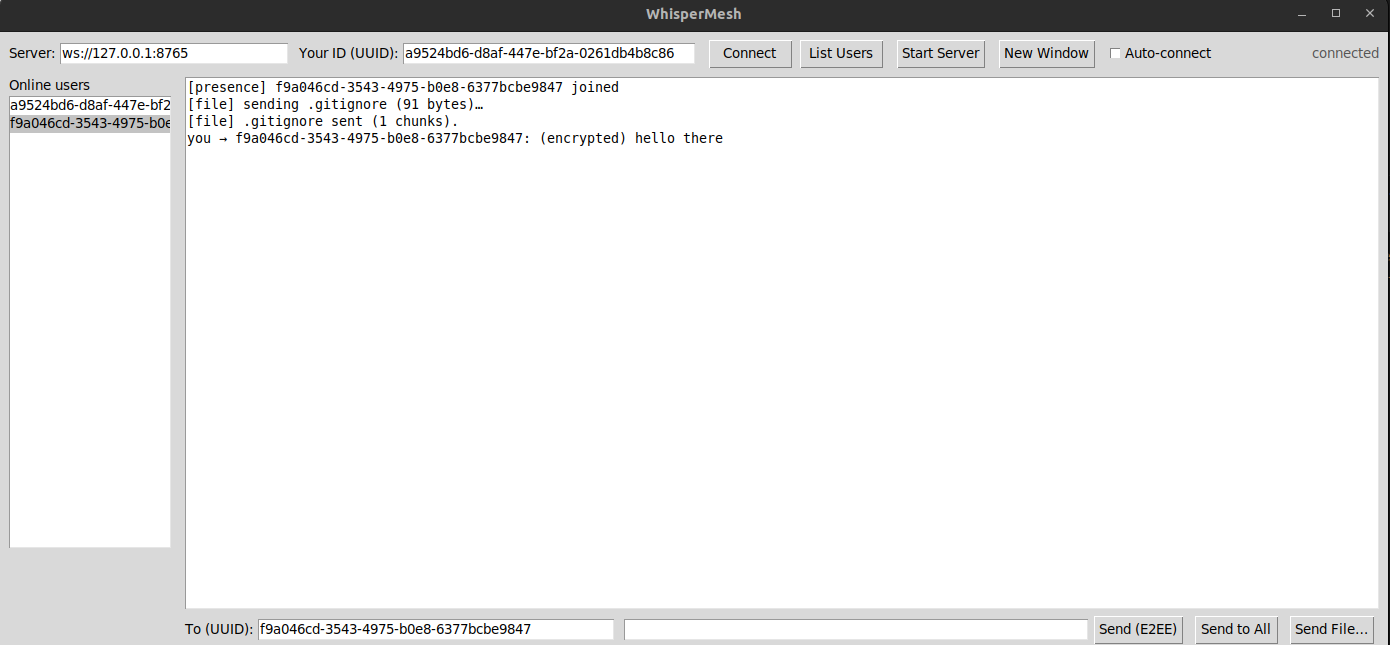 WhisperMesh
Server: ws://127.0.0.1:8765 Your ID (UUID): a9524bd6-d8af-447e-bf2a-0261db4b8c86 Connect List Users Start Server New Window Auto-connect connected
Online users
a9524bd6-d8af-447e-bf2
f9a046cd-3543-4975-b0e
[presence] f9a046cd-3543-4975-b0e8-6377bcbe9847 joined
[file] sending .gitignore (91 bytes)…
[file] .gitignore sent (1 chunks).
you → f9a046cd-3543-4975-b0e8-6377bcbe9847: (encrypted) hello there
To (UUID): f9a046cd-3543-4975-b0e8-6377bcbe9847 Send (E2EE) Send to All Send File…